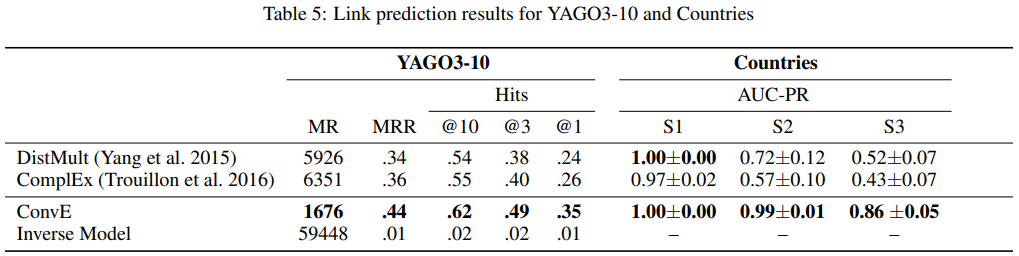 Table 5: Link prediction results for YAGO3-10 and Countries
YAGO3-10 Countries
Hits AUC-PR
MR MRR @10 @3 @1 S1 S2 S3
DistMult (Yang et al. 2015) 5926 .34 .54 .38 .24 1.00±0.00 0.72±0.12 0.52±0.07
ComplEx (Trouillon et al. 2016) 6351 .36 .55 .40 .26 0.97±0.02 0.57±0.10 0.43±0.07
ConvE 1676 .44 .62 .49 .35 1.00±0.00 0.99±0.01 0.86 ±0.05
Inverse Model 59448 .01 .02 .02 .01 – – –